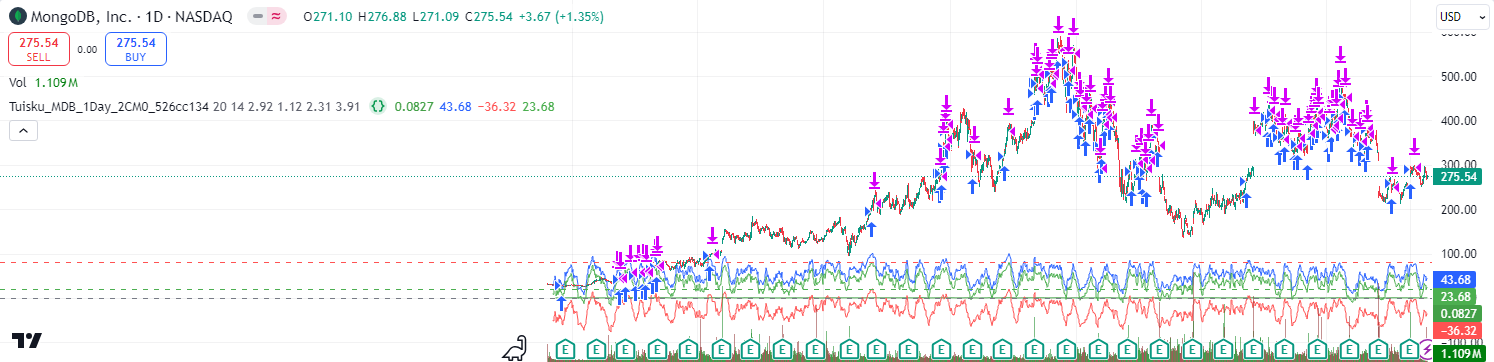 MongoDB, Inc. · 1D · NASDAQ O271.10 H276.88 L271.09 C275.54 +3.67 (+1.35%)
USD
275.54
SELL
0.00
275.54
BUY
Vol 1.109M
Tuisku_MDB_1Day_2CM0_526cc134 20 14 2.92 1.12 2.31 3.91 {} 0.0827 43.68 −36.32 23.68
500.00
400.00
300.00
275.54
200.00
100.00
43.68
23.68
0.0827
−36.32
1.109M
E E E E E E E E E E E E E E E E E E E E E E E E E E E E E